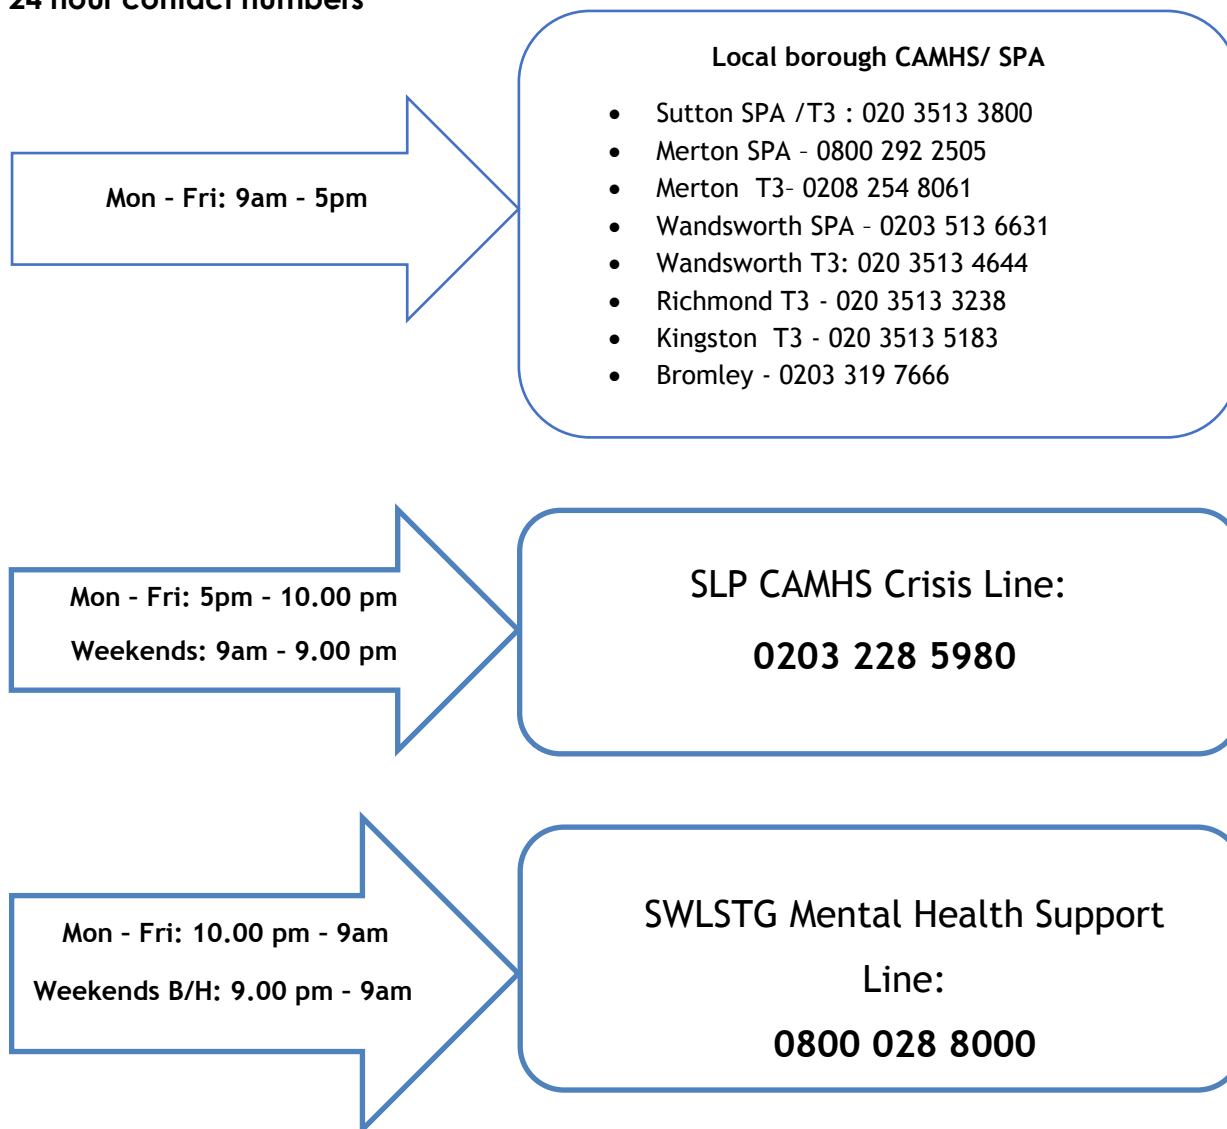 24 hour contact numbers
Local borough CAMHS/ SPA
Mon – Fri: 9am – 5pm
• Sutton SPA /T3 : 020 3513 3800
• Merton SPA – 0800 292 2505
• Merton  T3– 0208 254 8061
• Wandsworth SPA – 0203 513 6631
• Wandsworth T3: 020 3513 4644
• Richmond T3 - 020 3513 3238
• Kingston  T3 - 020 3513 5183
• Bromley - 0203 319 7666
Mon – Fri: 5pm – 10.00 pm
Weekends: 9am – 9.00 pm
SLP CAMHS Crisis Line:
0203 228 5980
Mon – Fri: 10.00 pm – 9am
Weekends B/H: 9.00 pm – 9am
SWLSTG Mental Health Support
Line:
0800 028 8000